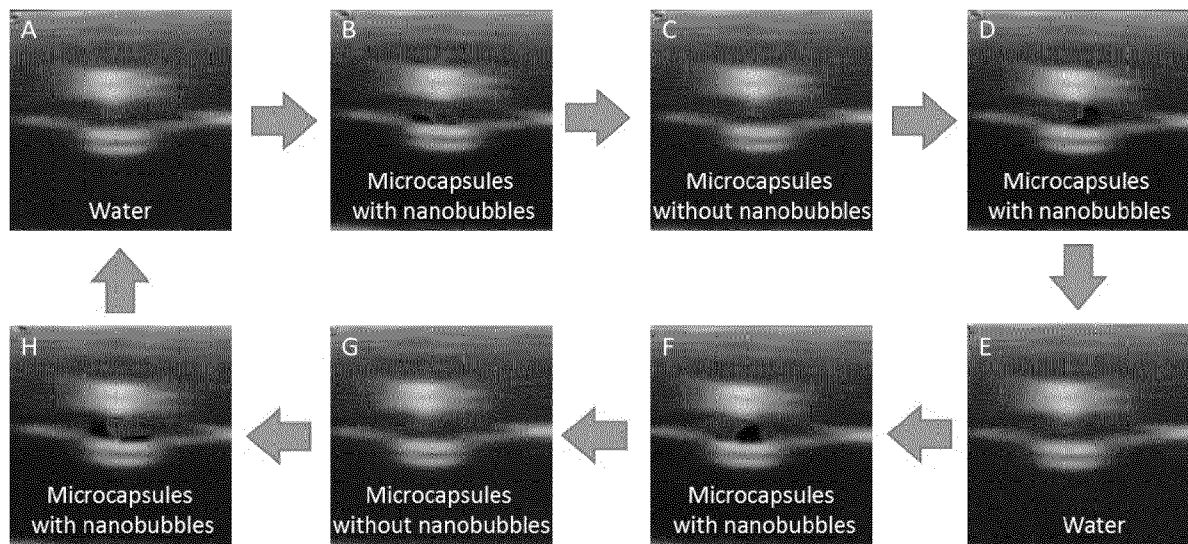 A
Water
B
Microcapsules
with nanobubbles
C
Microcapsules
without nanobubbles
D
Microcapsules
with nanobubbles
H
Microcapsules
with nanobubbles
G
Microcapsules
without nanobubbles
F
Microcapsules
with nanobubbles
E
Water